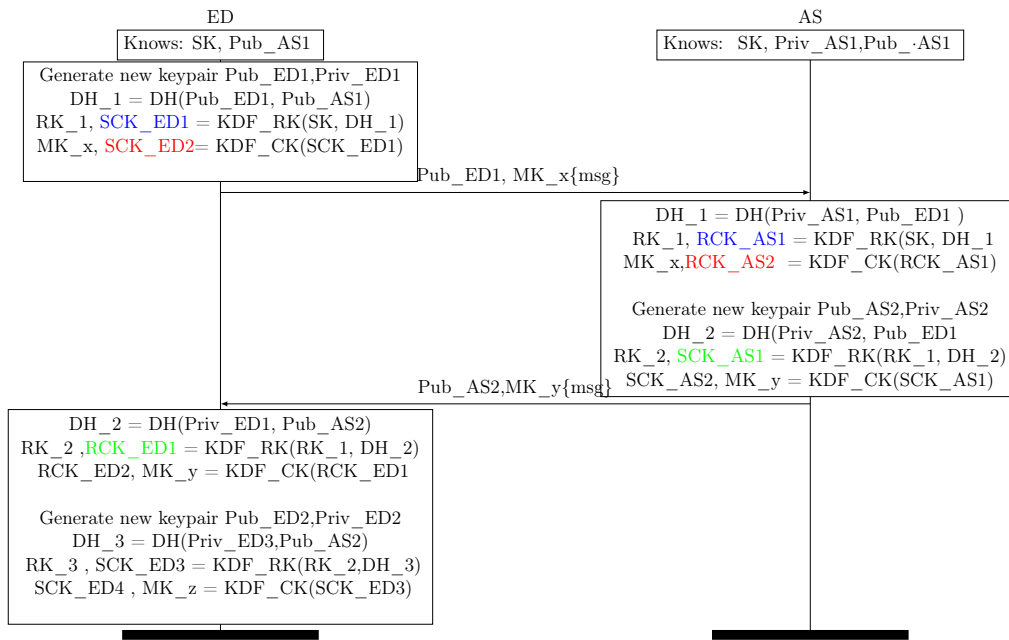 ED
AS
Knows: SK, Pub_AS1
Knows: SK, Priv_AS1,Pub_·AS1
Generate new keypair Pub_ED1,Priv_ED1
DH_1 = DH(Pub_ED1, Pub_AS1)
RK_1, SCK_ED1 = KDF_RK(SK, DH_1)
MK_x, SCK_ED2= KDF_CK(SCK_ED1)
Pub_ED1, MK_x{msg}
DH_1 = DH(Priv_AS1, Pub_ED1 )
RK_1, RCK_AS1 = KDF_RK(SK, DH_1
MK_x,RCK_AS2 = KDF_CK(RCK_AS1)
Generate new keypair Pub_AS2,Priv_AS2
DH_2 = DH(Priv_AS2, Pub_ED1
RK_2, SCK_AS1 = KDF_RK(RK_1, DH_2)
SCK_AS2, MK_y = KDF_CK(SCK_AS1)
Pub_AS2,MK_y{msg}
DH_2 = DH(Priv_ED1, Pub_AS2)
RK_2 ,RCK_ED1 = KDF_RK(RK_1, DH_2)
RCK_ED2, MK_y = KDF_CK(RCK_ED1
Generate new keypair Pub_ED2,Priv_ED2
DH_3 = DH(Priv_ED3,Pub_AS2)
RK_3 , SCK_ED3 = KDF_RK(RK_2,DH_3)
SCK_ED4 , MK_z = KDF_CK(SCK_ED3)